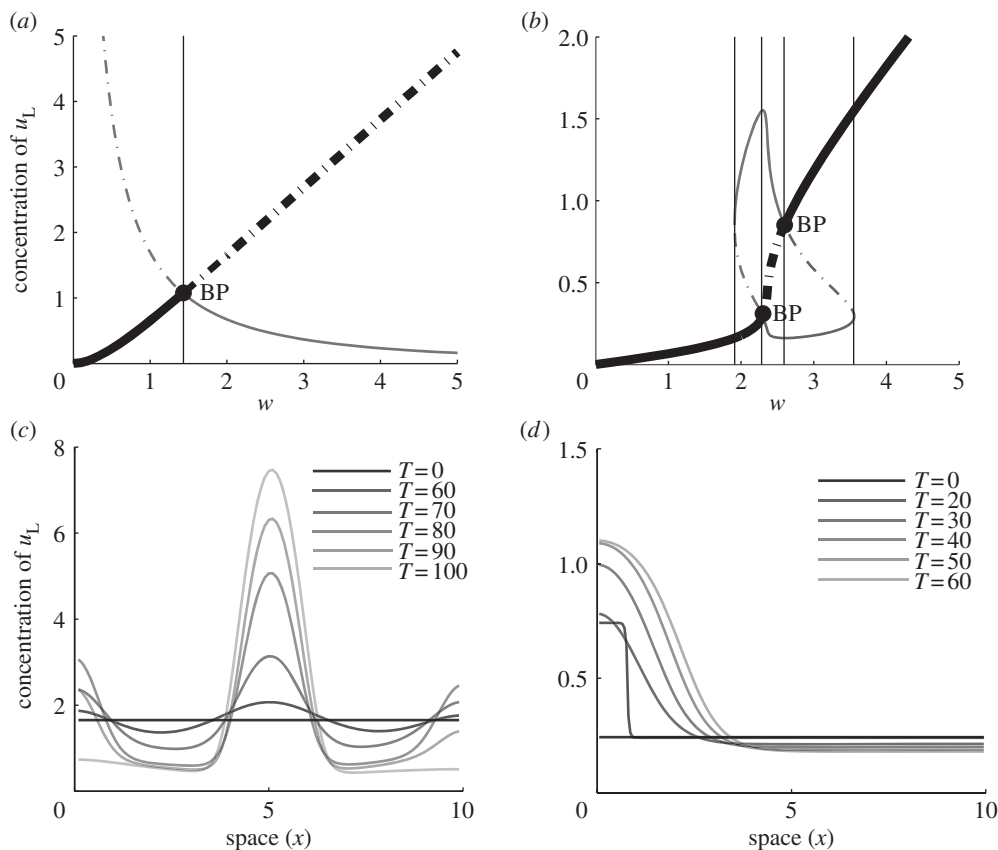 (a)
5
4
3
2
1
0
1
2
3
4
5
concentration of uL
w
BP
(b)
2.0
1.5
1.0
0.5
0
1
2
3
4
5
w
BP
BP
(c)
8
6
4
2
0
5
10
concentration of uL
space (x)
T=0
T=60
T=70
T=80
T=90
T=100
(d)
1.5
1.0
0.5
0
5
10
space (x)
T=0
T=20
T=30
T=40
T=50
T=60